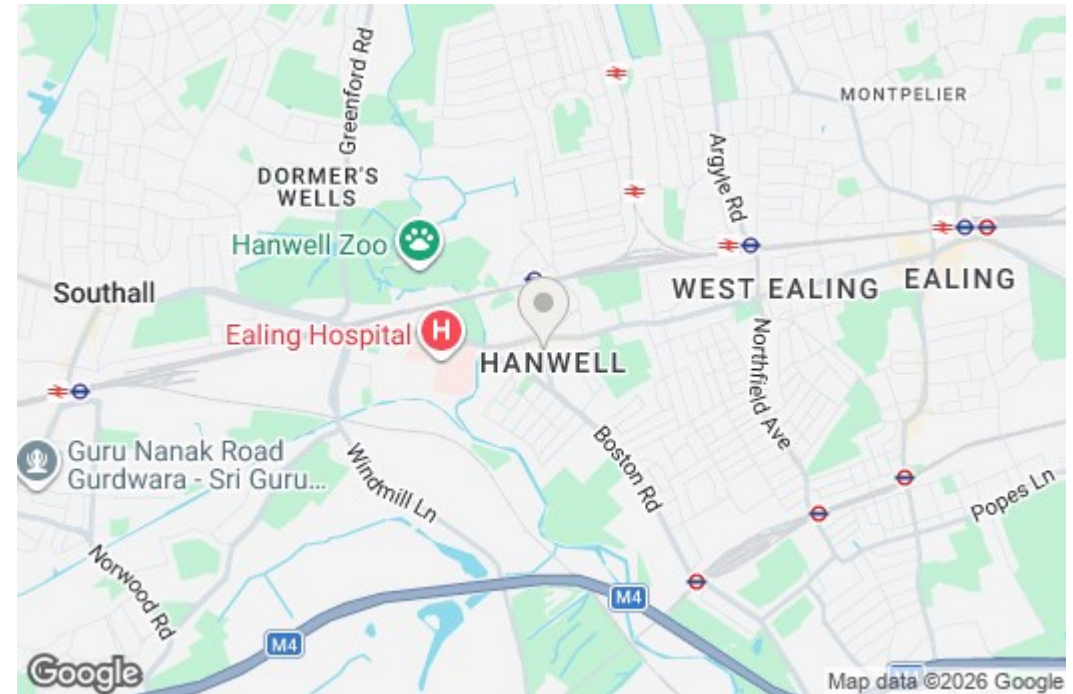 Greenford Rd
MONTPELIER
Argyle Rd
DORMER'S
WELLS
Hanwell Zoo
Southall
WEST EALING
EALING
Ealing Hospital
H
HANWELL
Northfield Ave
Boston Rd
Guru Nanak Road
Gurdwara - Sri Guru...
Windmill Ln
Popes Ln
Norwood Rd
M4
M4
Google
Map data ©2026 Google